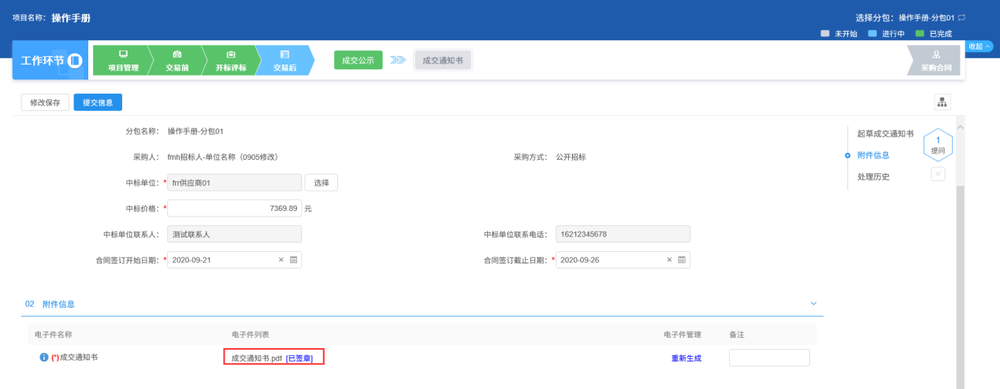 项目名称: 操作手册
选择分包: 操作手册-分包01
未开始 进行中 已完成
收起
工作环节
项目管理 交易前 开标评标 交易后
成交公示 成交通知书
采购合同
修改保存 提交信息
分包名称: 操作手册-分包01
采购人: fmh招标人-单位名称（0905修改） 采购方式: 公开招标
中标单位: * frr供应商01 选择
中标价格: * 7369.89 元
中标单位联系人: 测试联系人 中标单位联系电话: 16212345678
合同签订开始日期: * 2020-09-21 合同签订截止日期: * 2020-09-26
02 附件信息
电子件名称 电子件列表 电子件管理 备注
(*)成交通知书 成交通知书.pdf [已签章] 重新生成
起草成交通知书
附件信息
处理历史
1
提问